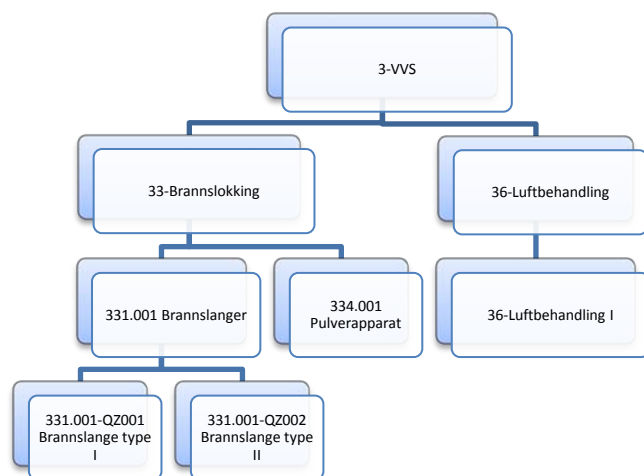 3-VVS
33-Brannslokking
36-Luftbehandling
331.001 Brannslanger
334.001
Pulverapparat
36-Luftbehandling I
331.001-QZ001
Brannslange type
I
331.001-QZ002
Brannslange type
II